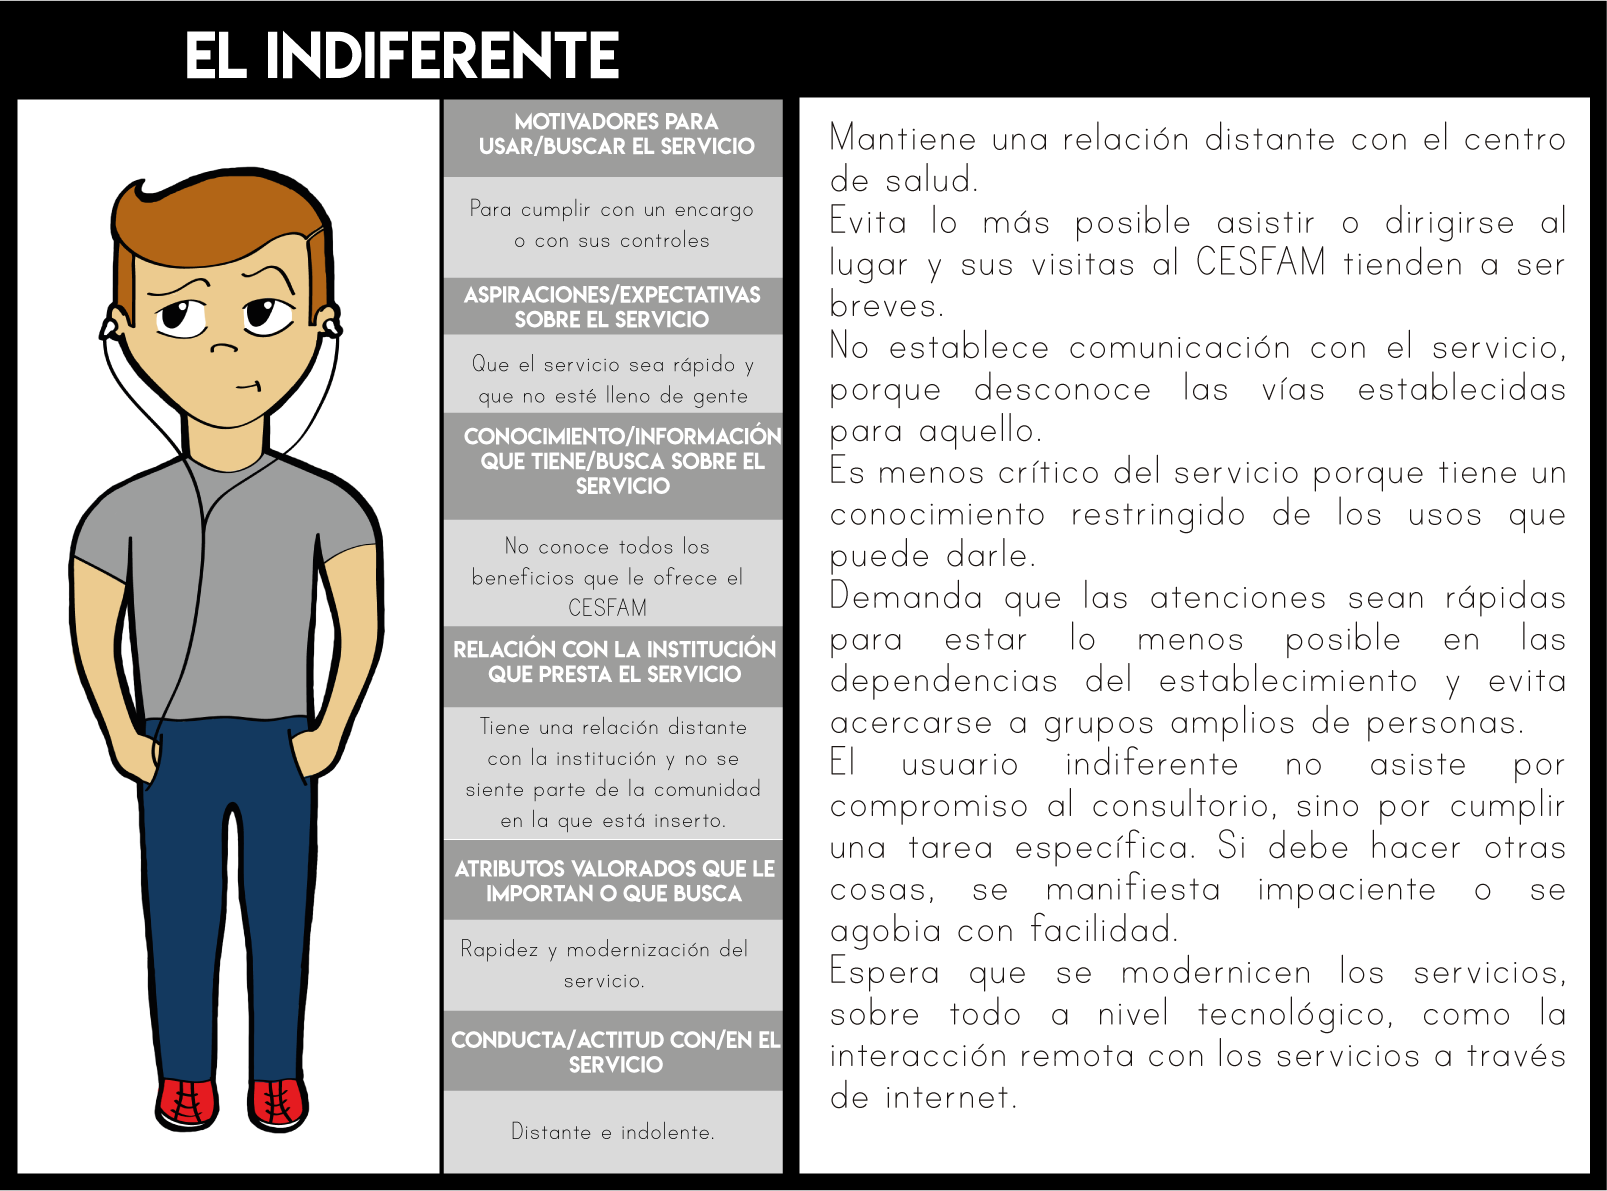 EL INDIFERENTE
MOTIVADORES PARA
USAR/BUSCAR EL SERVICIO
Para cumplir con un encargo
o con sus controles
ASPIRACIONES/EXPECTATIVAS
SOBRE EL SERVICIO
Que el servicio sea rápido y
que no esté lleno de gente
CONOCIMIENTO/INFORMACIÓN
QUE TIENE/BUSCA SOBRE EL
SERVICIO
No conoce todos los
beneficios que le ofrece el
CESFAM
RELACIÓN CON LA INSTITUCIÓN
QUE PRESTA EL SERVICIO
Tiene una relación distante
con la institución y no se
siente parte de la comunidad
en la que está inserto.
ATRIBUTOS VALORADOS QUE LE
IMPORTAN O QUE BUSCA
Rapidez y modernización del
servicio.
CONDUCTA/ACTITUD CON/EN EL
SERVICIO
Distante e indolente.
Mantiene una relación distante con el centro
de salud.
Evita lo más posible asistir o dirigirse al
lugar y sus visitas al CESFAM tienden a ser
breves.
No establece comunicación con el servicio,
porque desconoce las vías establecidas
para aquello.
Es menos crítico del servicio porque tiene un
conocimiento restringido de los usos que
puede darle.
Demanda que las atenciones sean rápidas
para estar lo menos posible en las
dependencias del establecimiento y evita
acercarse a grupos amplios de personas.
El usuario indiferente no asiste por
compromiso al consultorio, sino por cumplir
una tarea específica. Si debe hacer otras
cosas, se manifiesta impaciente o se
agobia con facilidad.
Espera que se modernicen los servicios,
sobre todo a nivel tecnológico, como la
interacción remota con los servicios a través
de internet.